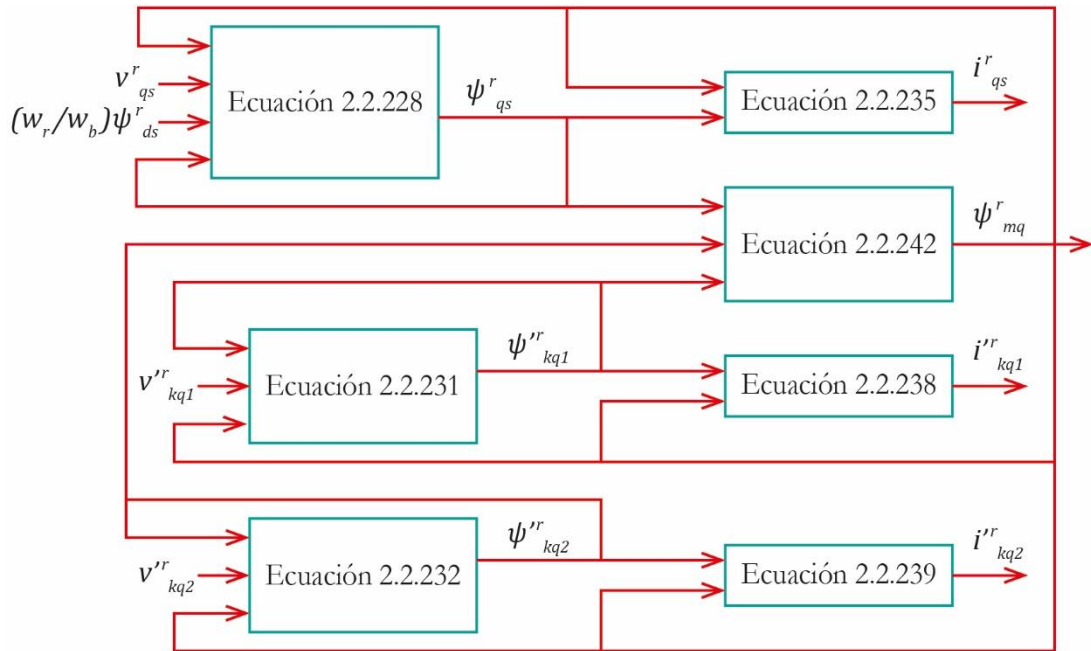 v^r_qs
(w_r/w_b)ψ^r_ds
Ecuación 2.2.228
ψ^r_qs
Ecuación 2.2.235
i^r_qs
Ecuación 2.2.242
ψ^r_mq
v'^r_kq1
Ecuación 2.2.231
ψ'^r_kq1
Ecuación 2.2.238
i'^r_kq1
v'^r_kq2
Ecuación 2.2.232
ψ'^r_kq2
Ecuación 2.2.239
i'^r_kq2